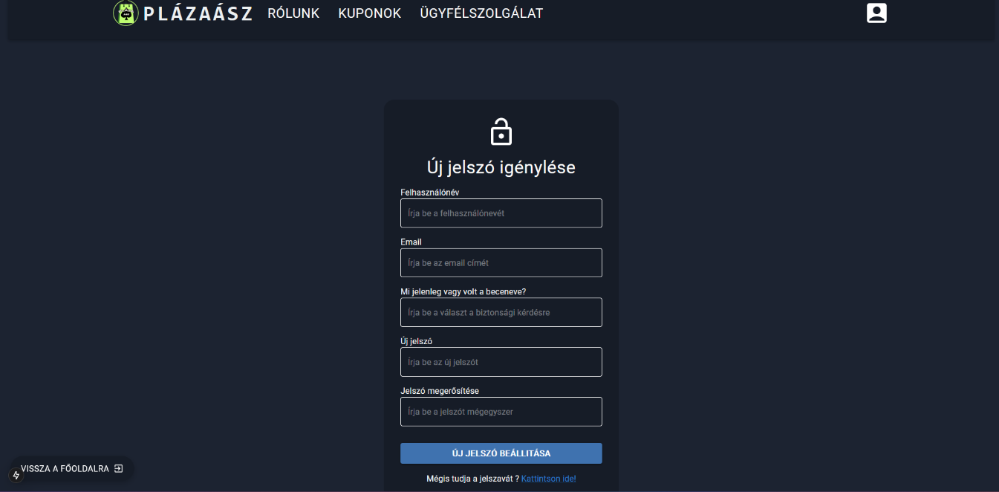 PLÁZAÁSZ RÓLUNK KUPONOK ÜGYFÉLSZOLGÁLAT
Új jelszó igénylése
Felhasználónév
Írja be a felhasználónevét
Email
Írja be az email címét
Mi jelenleg vagy volt a beceneve?
Írja be a választ a biztonsági kérdésre
Új jelszó
Írja be az új jelszót
Jelszó megerősítése
Írja be a jelszót mégegyszer
ÚJ JELSZÓ BEÁLLITÁSA
VISSZA A FŐOLDALRA
Mégis tudja a jelszavát ? Kattintson ide!